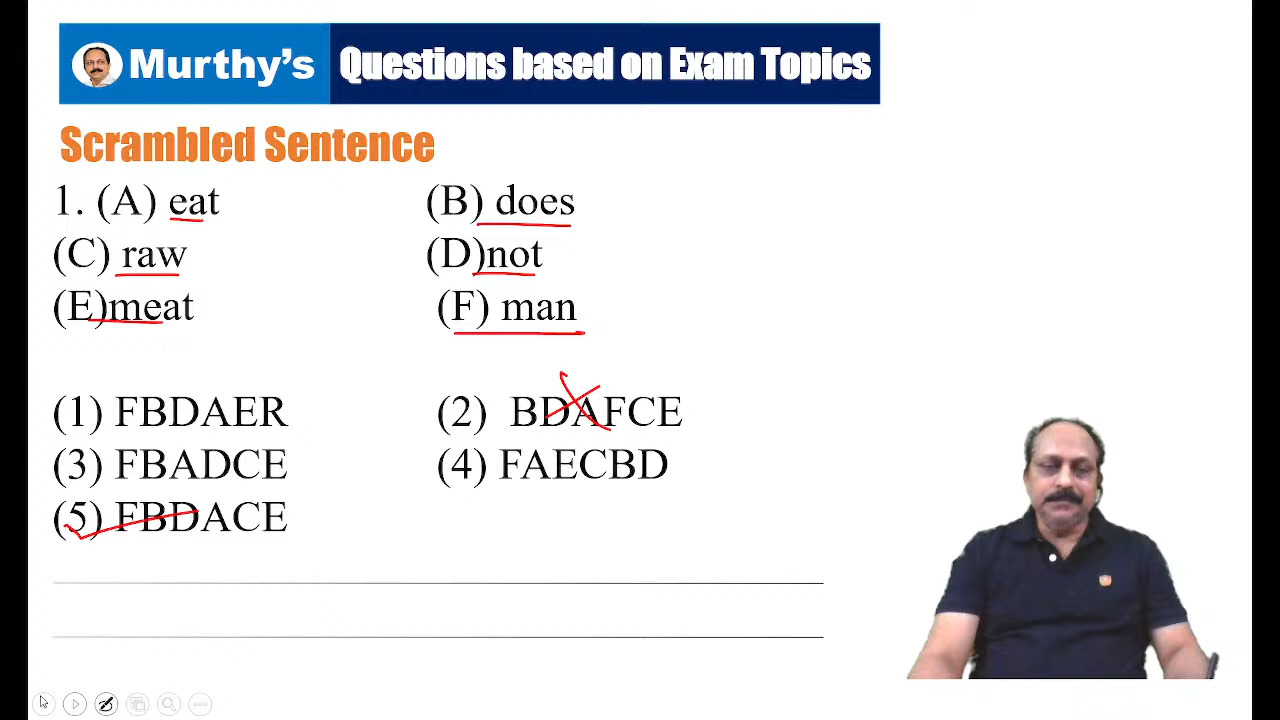 Murthy’s Questions based on Exam Topics
Scrambled Sentence
1. (A) eat (B) does
(C) raw (D)not
(E)meat (F) man
(1) FBDAER (2) BDAFCE
(3) FBADCE (4) FAECBD
(5) FBDACE